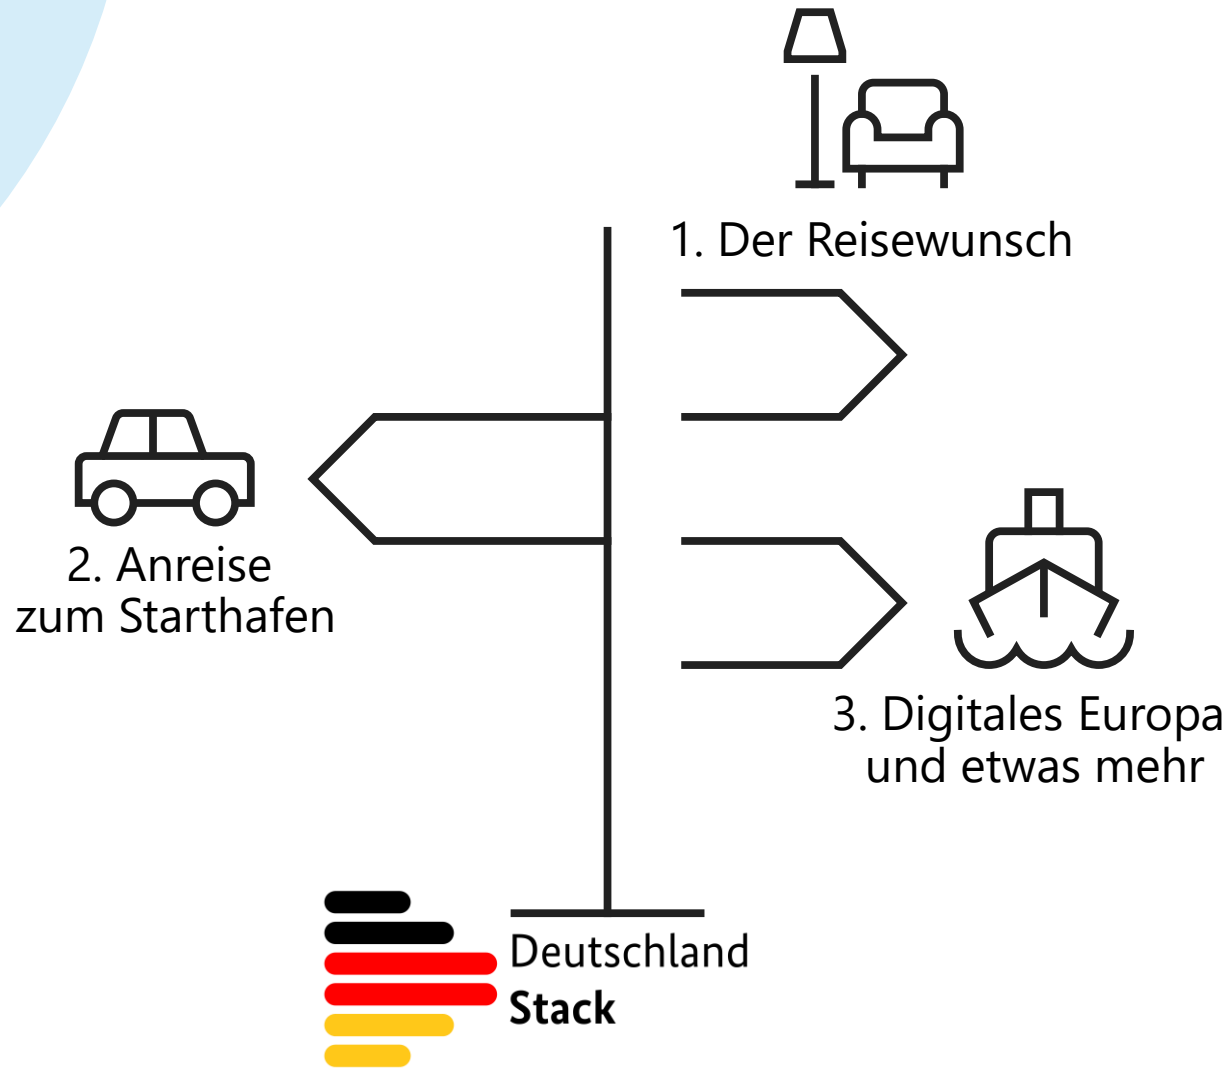 1. Der Reisewunsch
2. Anreise
zum Starthafen
3. Digitales Europa
und etwas mehr
Deutschland
Stack